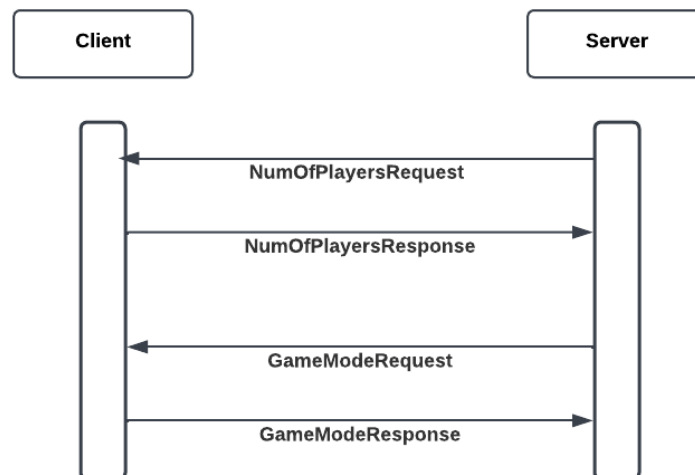 Client
Server
NumOfPlayersRequest
NumOfPlayersResponse
GameModeRequest
GameModeResponse